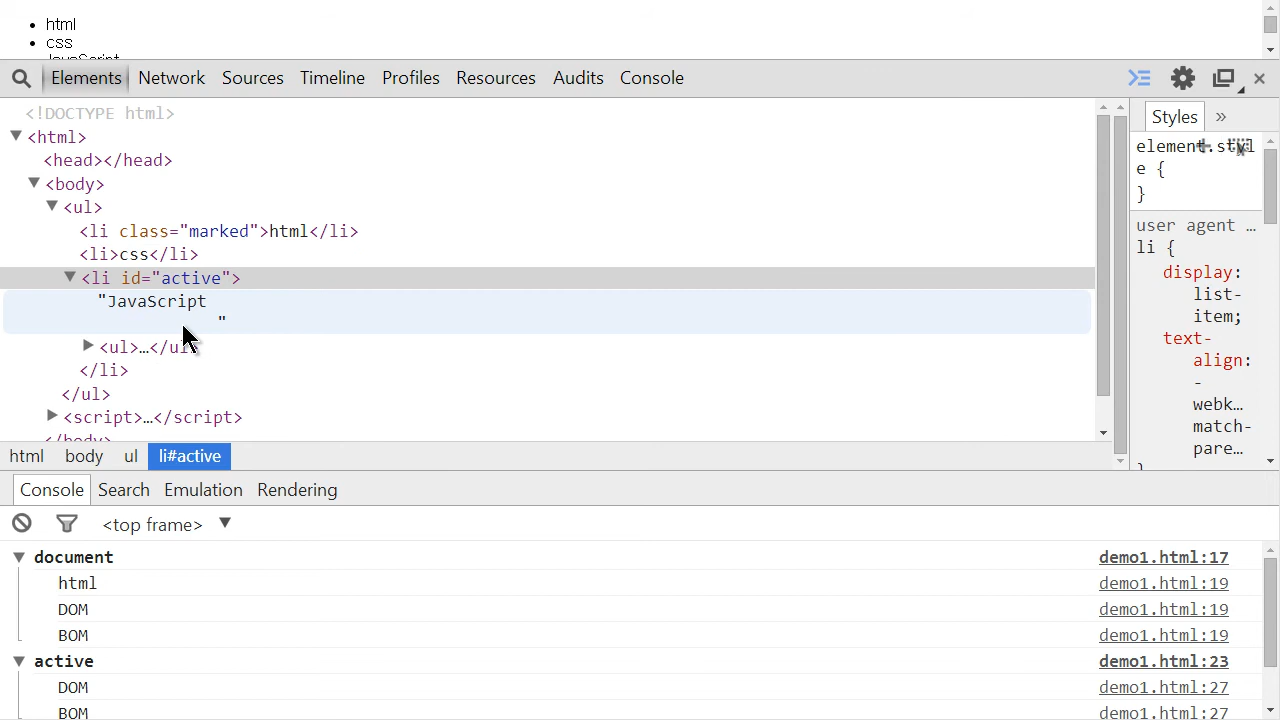 html
css
JavaScript
Elements Network Sources Timeline Profiles Resources Audits Console
<!DOCTYPE html>
<html>
<head></head>
<body>
<ul>
<li class="marked">html</li>
<li>css</li>
<li id="active">
"JavaScript
"
<ul>…</ul>
</li>
</ul>
<script>…</script>
</body>
html body ul li#active
Styles »
element.styl
e {
}
user agent …
li {
display:
list-
item;
text-
align:
-
webk…
match-
pare…
}
Console Search Emulation Rendering
<top frame>
document demo1.html:17
html demo1.html:19
DOM demo1.html:19
BOM demo1.html:19
active demo1.html:23
DOM demo1.html:27
BOM demo1.html:27